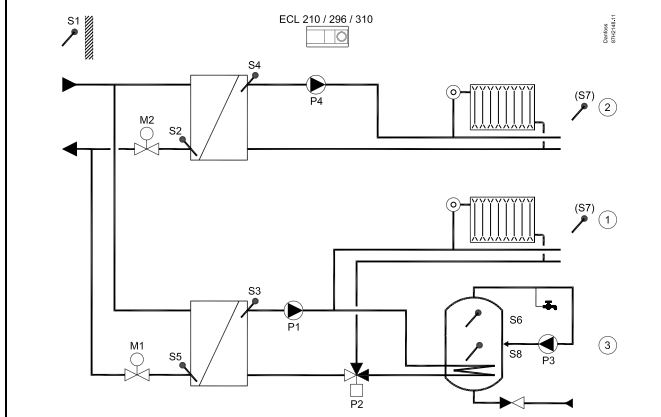 S1
ECL 210 / 296 / 310
Danfoss
87H2148.11
S4
P4
(S7)
2
M2
S2
(S7)
1
S3
P1
S6
M1
S5
S8
P3
3
P2